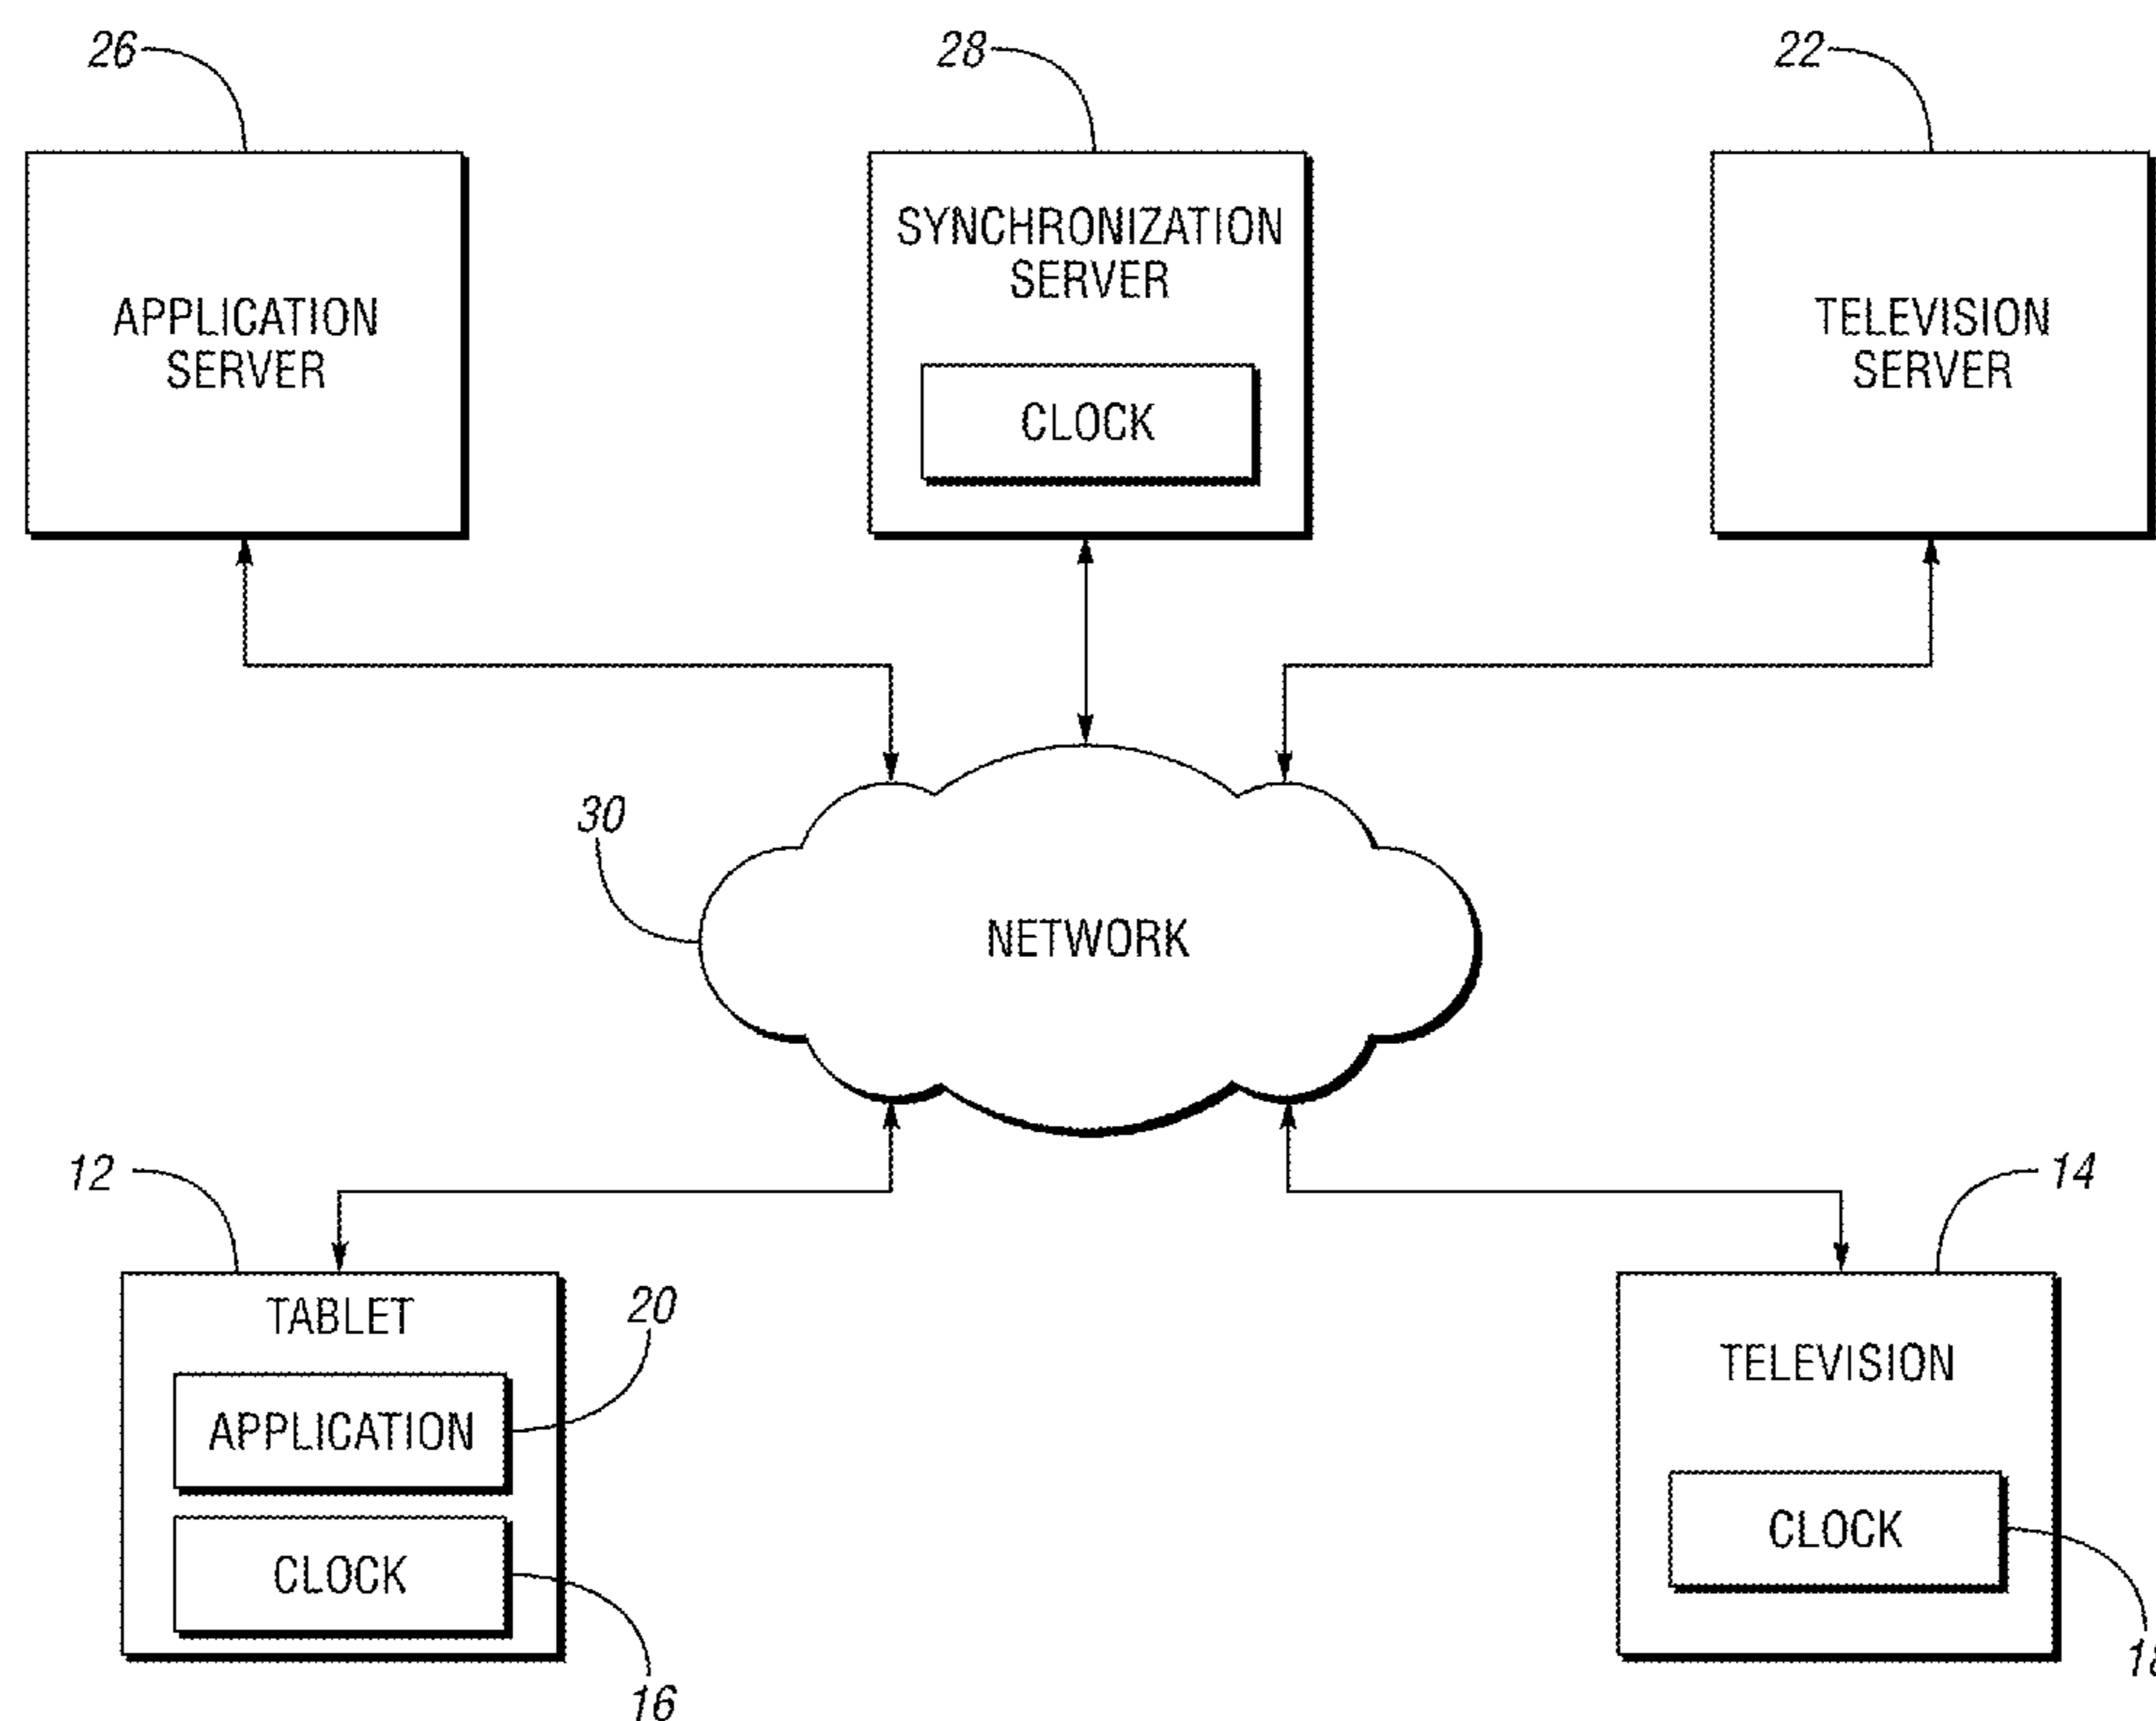 26
28
22
APPLICATION
SERVER
SYNCHRONIZATION
SERVER
CLOCK
TELEVISION
SERVER
30
NETWORK
12
14
TABLET
20
APPLICATION
CLOCK
16
TELEVISION
CLOCK